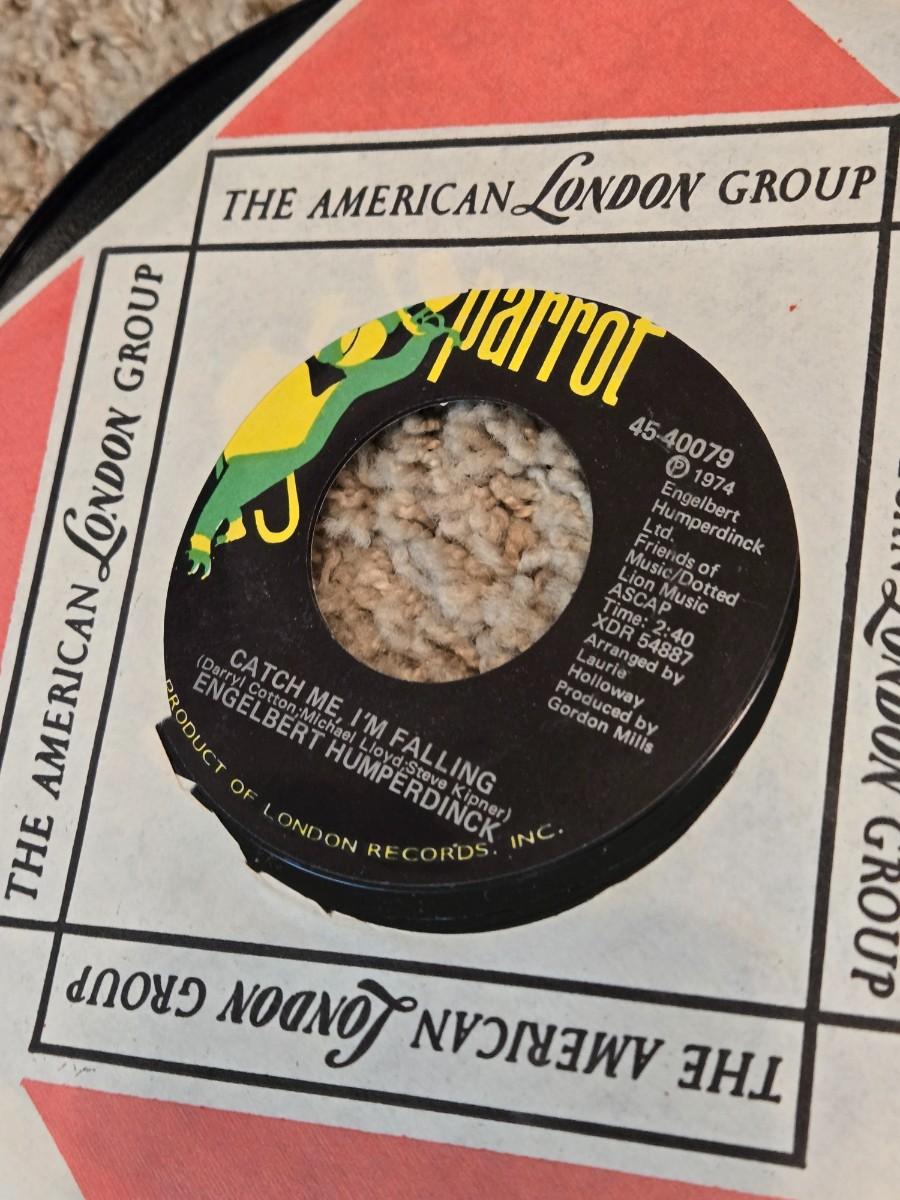 THE AMERICAN LONDON GROUP
THE AMERICAN LONDON GROUP
parrot
45-40079
℗ 1974
Engelbert
Humperdinck
Ltd.
Friends of
Music/Dotted
Lion Music
ASCAP
Time: 2:40
XDR 54887
Arranged by
Laurie
Holloway
Produced by
Gordon Mills
CATCH ME, I'M FALLING
(Darryl Cotton;Michael Lloyd;Steve Kipner)
ENGELBERT HUMPERDINCK
PRODUCT OF LONDON RECORDS. INC.
LONDON GROUP
THE AMERICAN LONDON GROUP